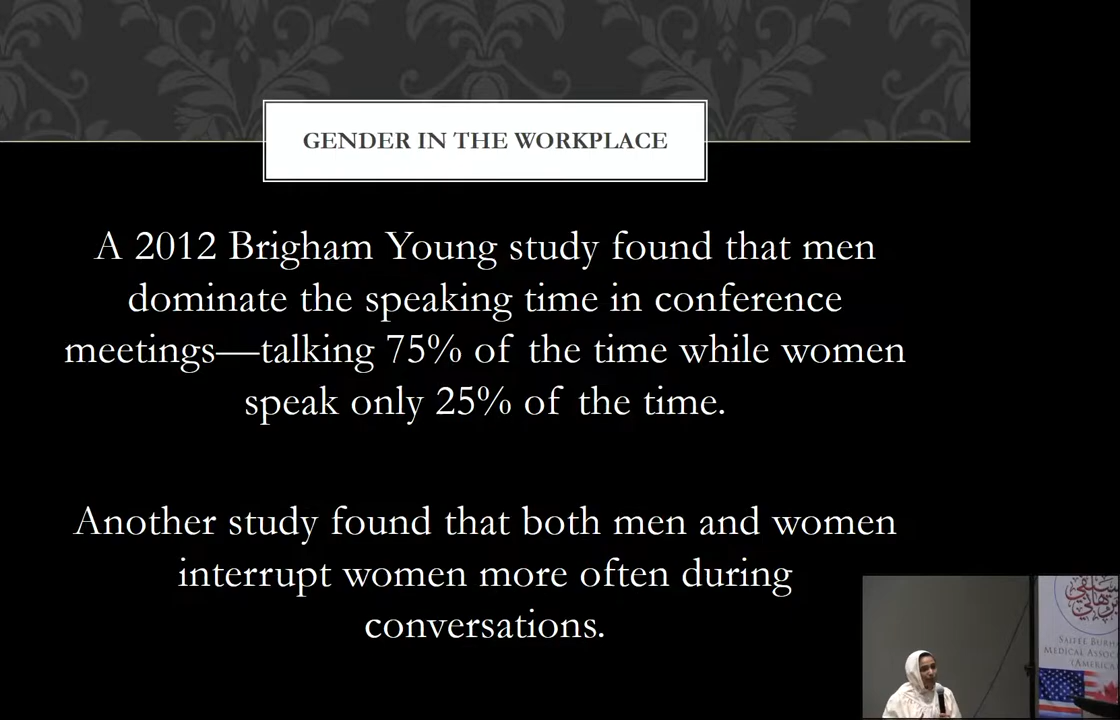 GENDER IN THE WORKPLACE
A 2012 Brigham Young study found that men
dominate the speaking time in conference
meetings—talking 75% of the time while women
speak only 25% of the time.
Another study found that both men and women
interrupt women more often during
conversations.
MEDICAL